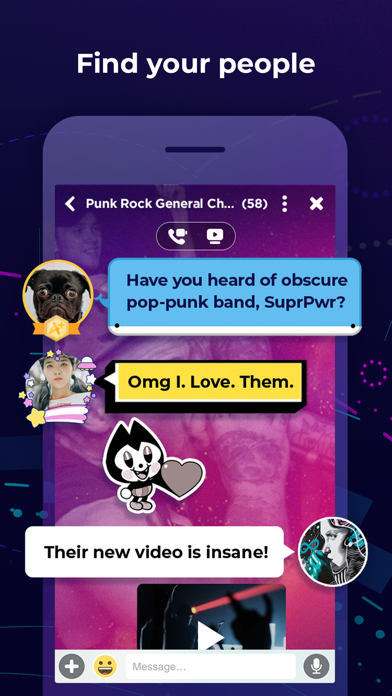 Find your people
Punk Rock General Ch... (58)
Have you heard of obscure
pop-punk band, SuprPwr?
Omg I. Love. Them.
Their new video is insane!
Message...